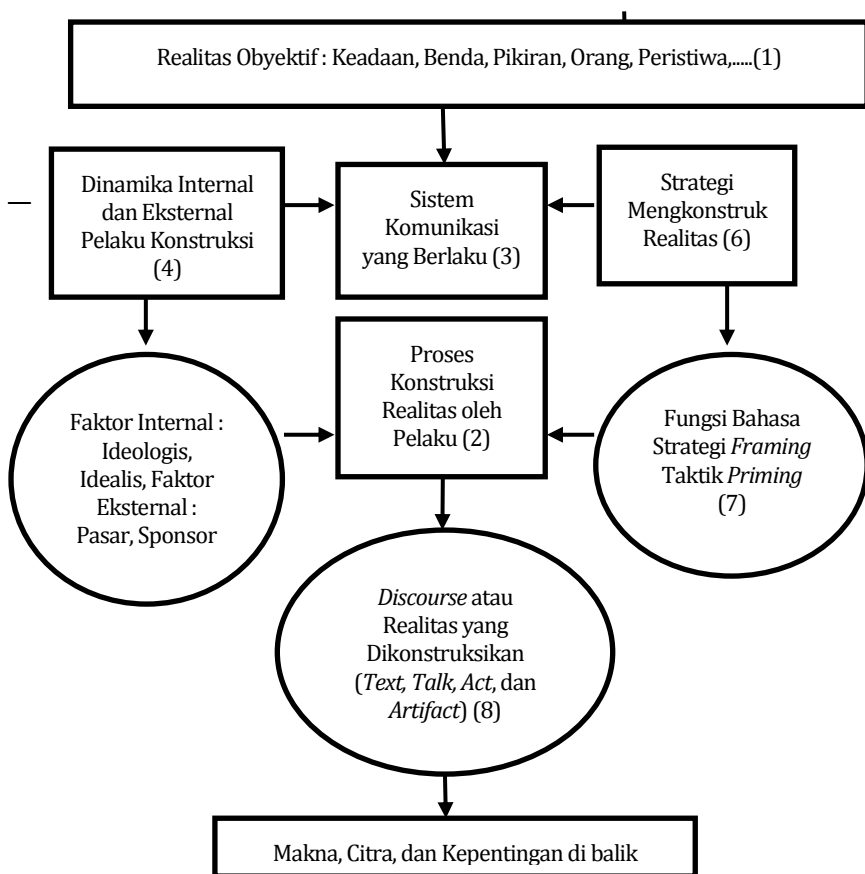 Realitas Obyektif : Keadaan, Benda, Pikiran, Orang, Peristiwa,.....(1)
Dinamika Internal
dan Eksternal
Pelaku Konstruksi
(4)
Sistem
Komunikasi
yang Berlaku (3)
Strategi
Mengkonstruk
Realitas (6)
Faktor Internal :
Ideologis,
Idealis, Faktor
Eksternal :
Pasar, Sponsor
Proses
Konstruksi
Realitas oleh
Pelaku (2)
Fungsi Bahasa
Strategi Framing
Taktik Priming
(7)
Discourse atau
Realitas yang
Dikonstruksikan
(Text, Talk, Act, dan
Artifact) (8)
Makna, Citra, dan Kepentingan di balik